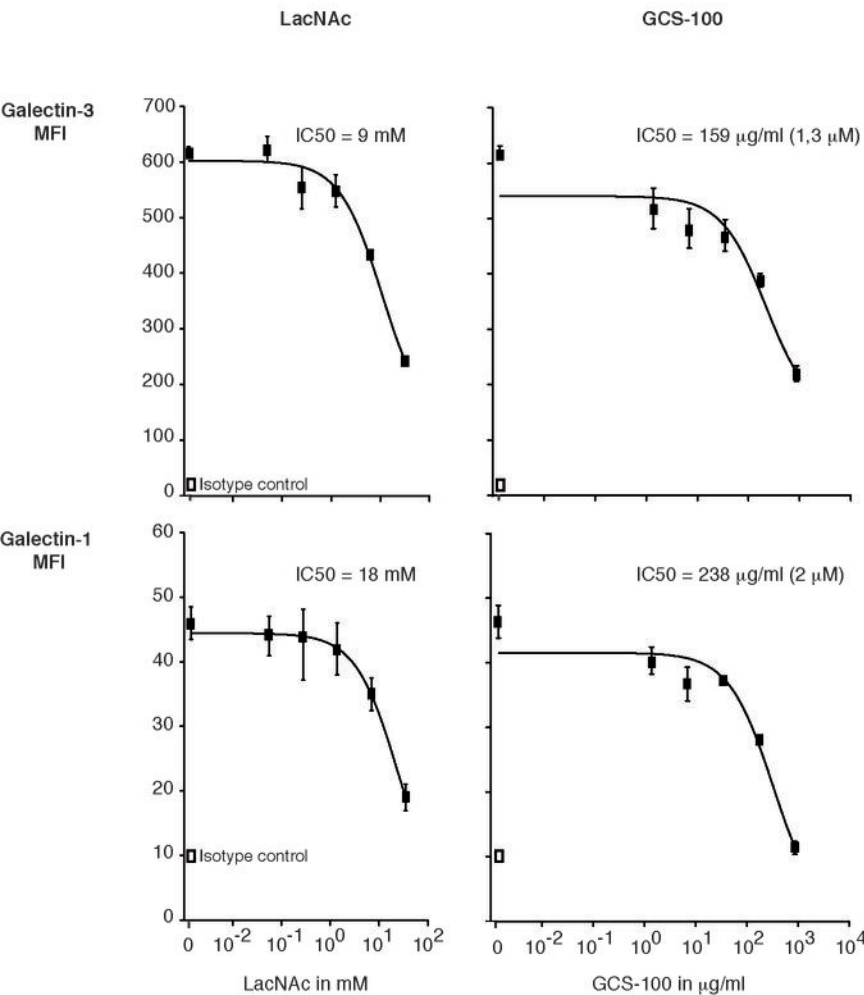 LacNAc
GCS-100
Galectin-3
MFI
700
600
500
400
300
200
100
0
IC50 = 9 mM
Isotype control
IC50 = 159 μg/ml (1,3 μM)
Galectin-1
MFI
60
50
40
30
20
10
0
IC50 = 18 mM
Isotype control
IC50 = 238 μg/ml (2 μM)
0 10⁻² 10⁻¹ 10⁰ 10¹ 10²
LacNAc in mM
0 10⁻² 10⁻¹ 10⁰ 10¹ 10² 10³ 10⁴
GCS-100 in μg/ml